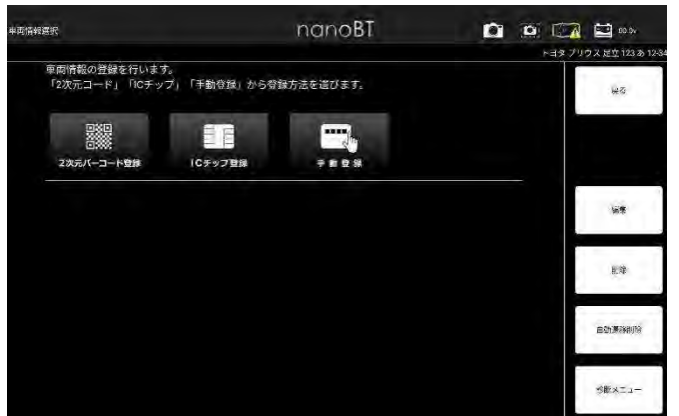 車両情報選択
nanoBT
00.0v
トヨタ プリウス 足立 123 あ 12-34
車両情報の登録を行います。
「2次元コード」「ICチップ」「手動登録」から登録方法を選びます。
戻る
2次元バーコード登録
ICチップ登録
手動登録
編集
削除
自動車検証削除
診断メニュー